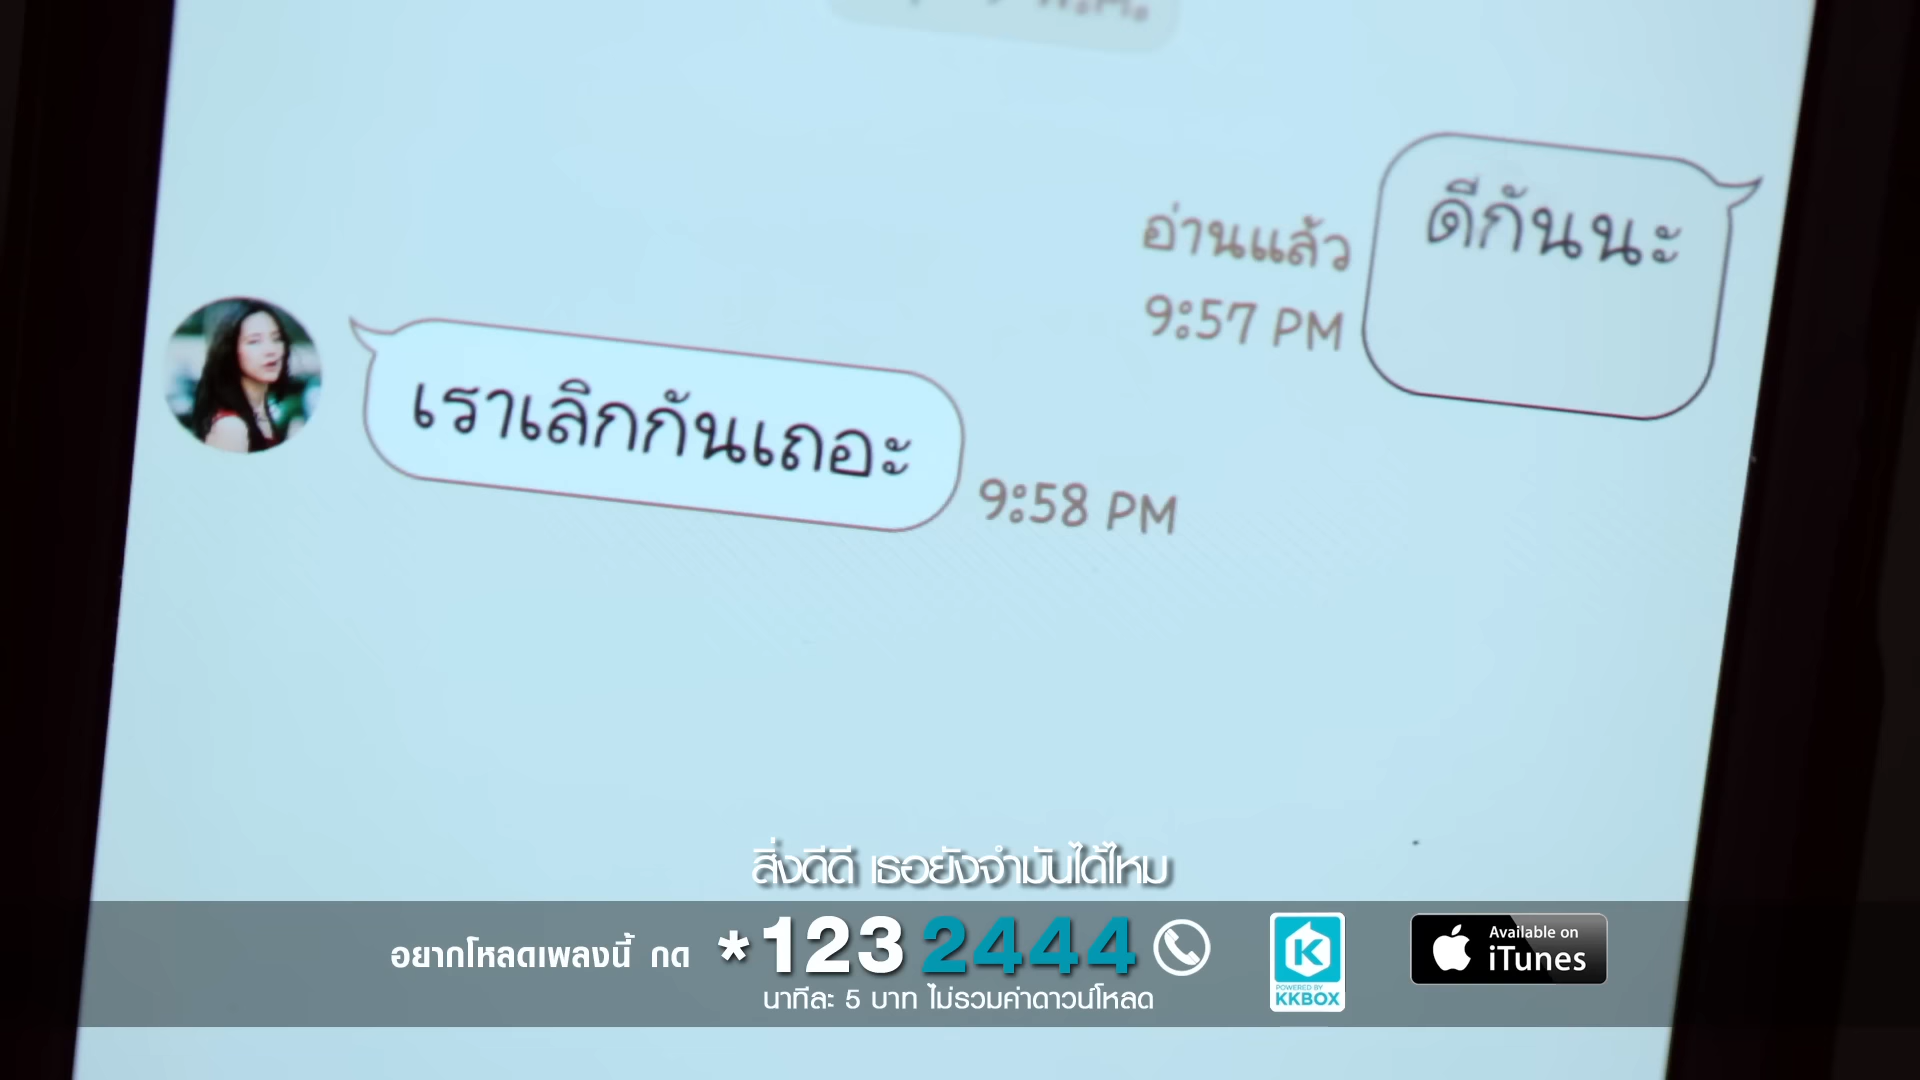 ดีกันนะ
อ่านแล้ว
9:57 PM
เราเลิกกันเถอะ
9:58 PM
สิ่งดีดี เธอยังจำมันได้ไหม
อยากโหลดเพลงนี้ กด *123 2444
นาทีละ 5 บาท ไม่รวมค่าดาวน์โหลด
POWERED BY
KKBOX
Available on
iTunes